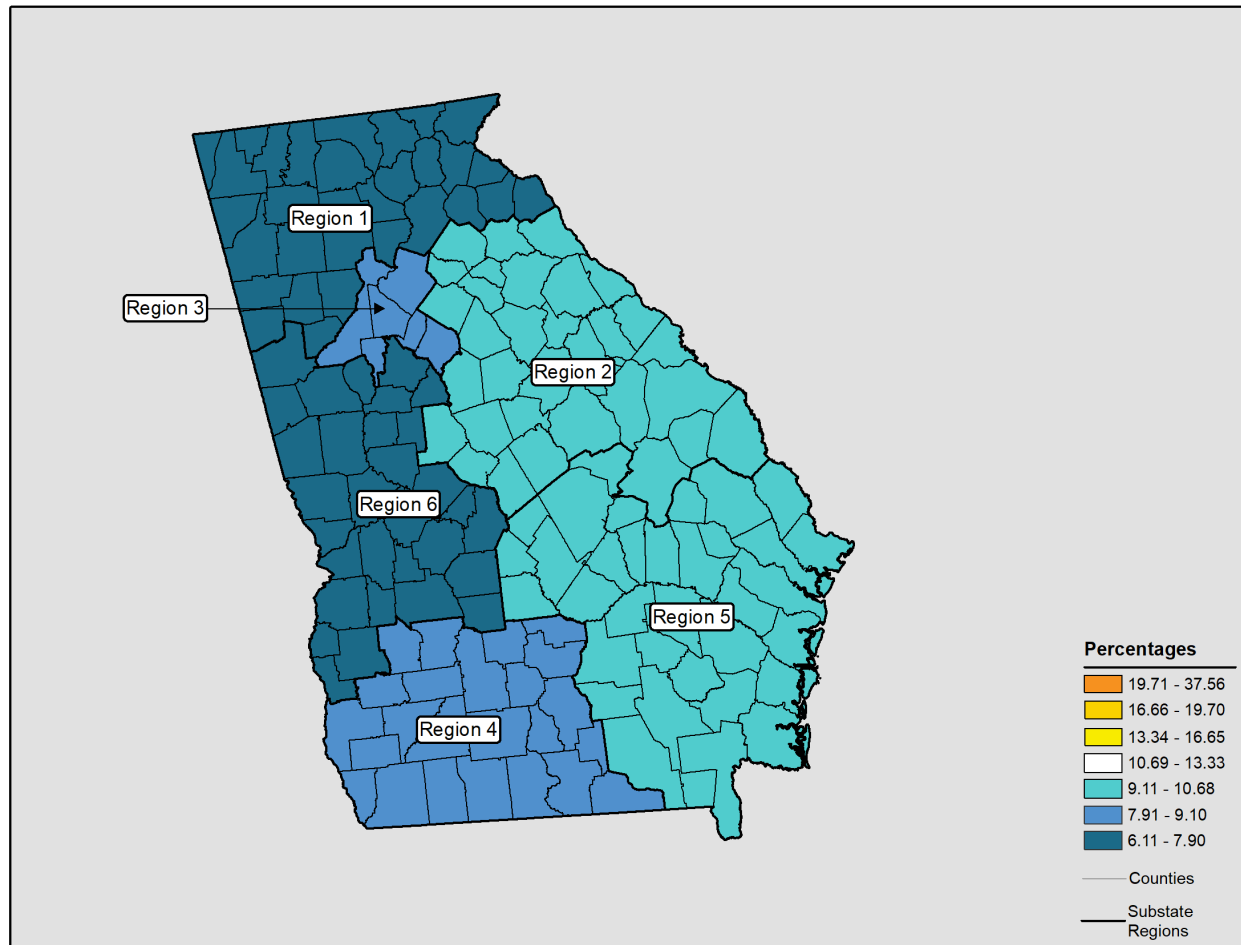 Region 1
Region 3
Region 2
Region 6
Region 5
Region 4
Percentages
19.71 - 37.56
16.66 - 19.70
13.34 - 16.65
10.69 - 13.33
9.11 - 10.68
7.91 - 9.10
6.11 - 7.90
Counties
Substate
Regions